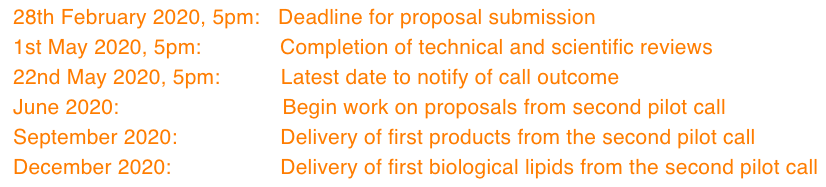 28th February 2020, 5pm: Deadline for proposal submission
1st May 2020, 5pm: Completion of technical and scientific reviews
22nd May 2020, 5pm: Latest date to notify of call outcome
June 2020: Begin work on proposals from second pilot call
September 2020: Delivery of first products from the second pilot call
December 2020: Delivery of first biological lipids from the second pilot call